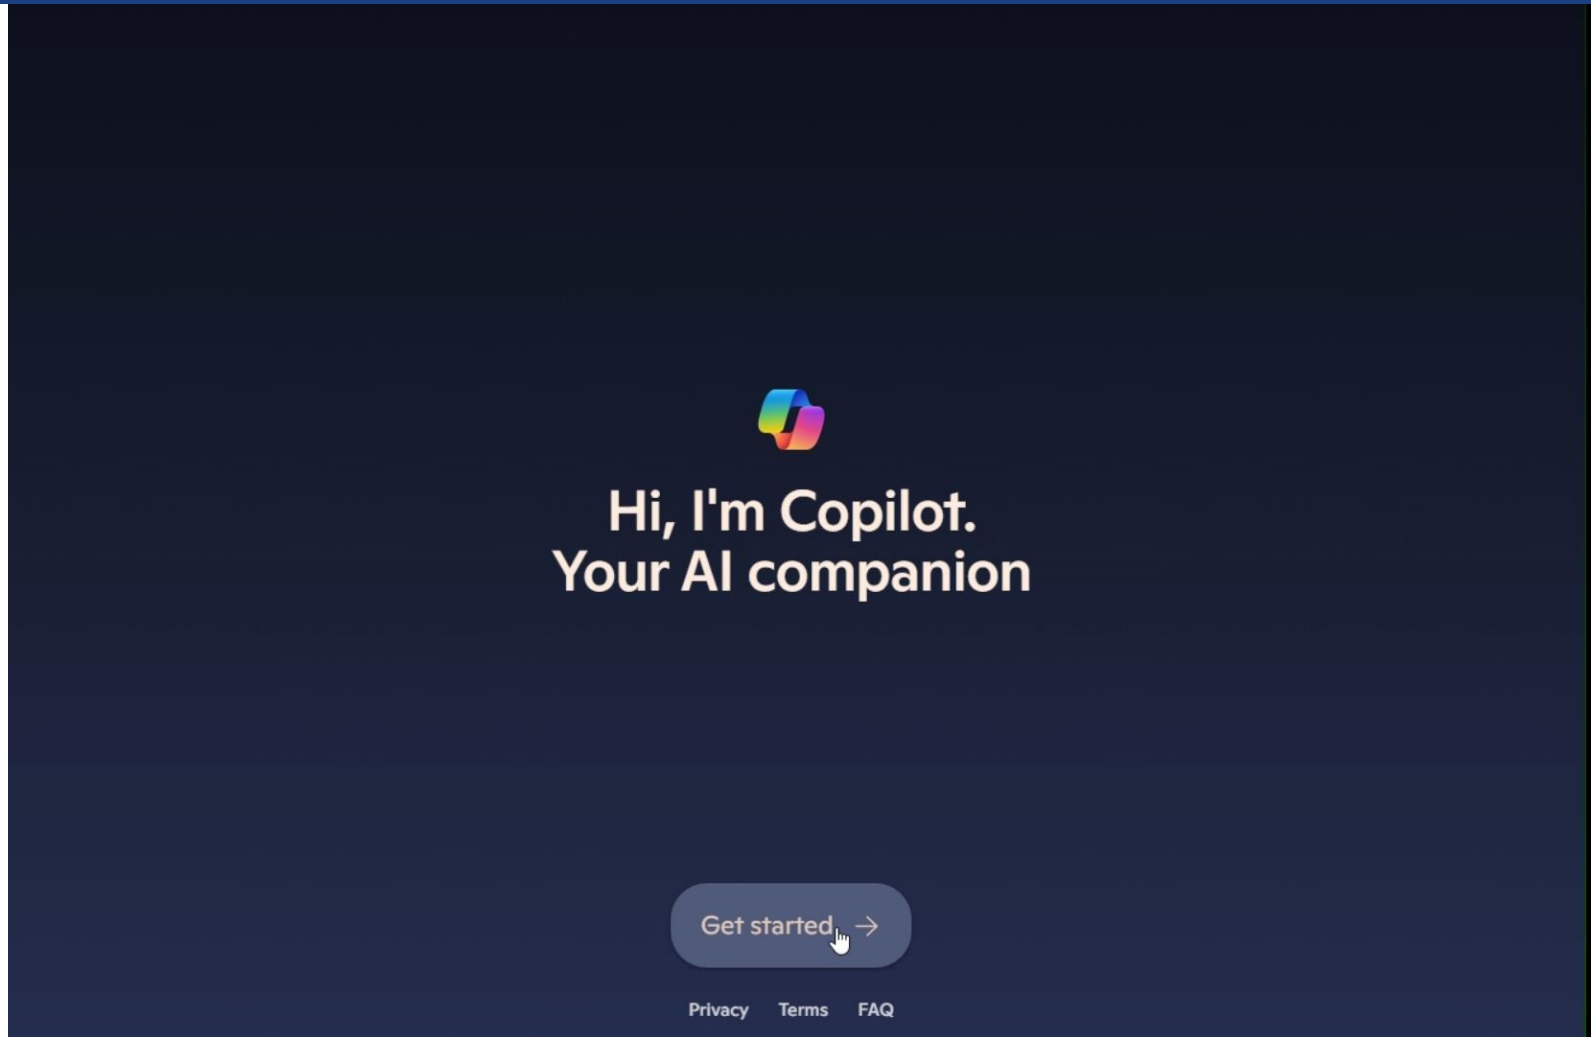 Hi, I'm Copilot.
Your AI companion
Get started
Privacy Terms FAQ